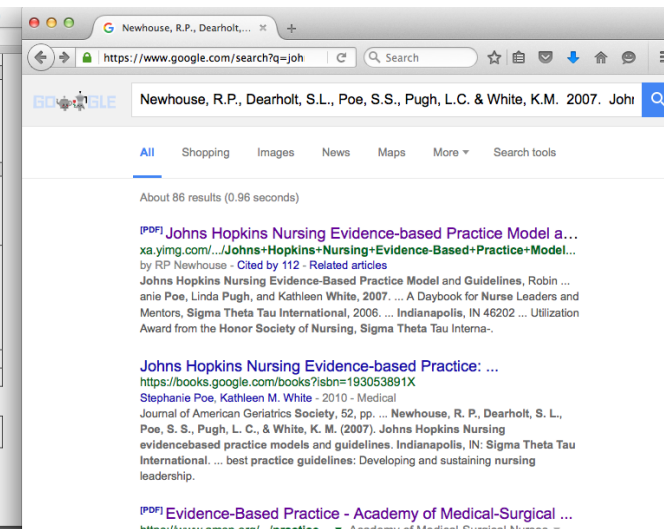 Newhouse, R.P., Dearholt,...
https://www.google.com/search?q=joh
Search
GOOGLE
Newhouse, R.P., Dearholt, S.L., Poe, S.S., Pugh, L.C. & White, K.M. 2007. John
All Shopping Images News Maps More Search tools
About 86 results (0.96 seconds)
[PDF] Johns Hopkins Nursing Evidence-based Practice Model a...
xa.yimg.com/.../Johns+Hopkins+Nursing+Evidence-Based+Practice+Model...
by RP Newhouse - Cited by 112 - Related articles
Johns Hopkins Nursing Evidence-Based Practice Model and Guidelines, Robin ...
anie Poe, Linda Pugh, and Kathleen White, 2007. ... A Daybook for Nurse Leaders and
Mentors, Sigma Theta Tau International, 2006. ... Indianapolis, IN 46202 ... Utilization
Award from the Honor Society of Nursing, Sigma Theta Tau Interna-.
Johns Hopkins Nursing Evidence-based Practice: ...
https://books.google.com/books?isbn=193053891X
Stephanie Poe, Kathleen M. White - 2010 - Medical
Journal of American Geriatrics Society, 52, pp. ... Newhouse, R. P., Dearholt, S. L.,
Poe, S. S., Pugh, L. C., & White, K. M. (2007). Johns Hopkins Nursing
evidencebased practice models and guidelines. Indianapolis, IN: Sigma Theta Tau
International. ... best practice guidelines: Developing and sustaining nursing
leadership.
[PDF] Evidence-Based Practice - Academy of Medical-Surgical ...